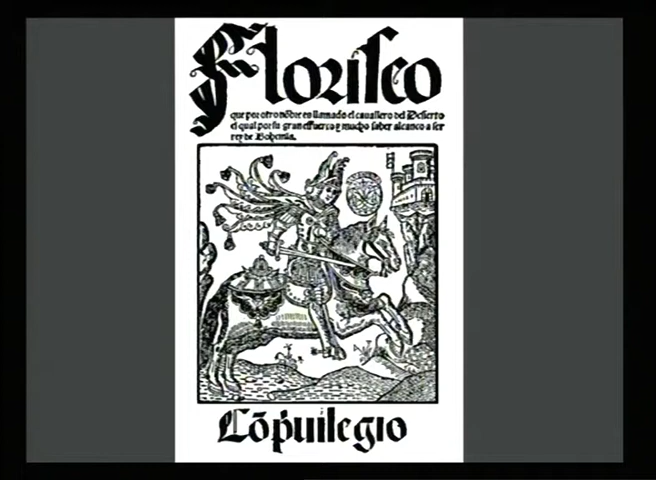 Floriseo
que por otro nõbre es llamado el cauallero del Desierto
el qual por su gran esfuerço y mucho saber alcanço a ser
rey de Bohemia.
Cõ priuilegio